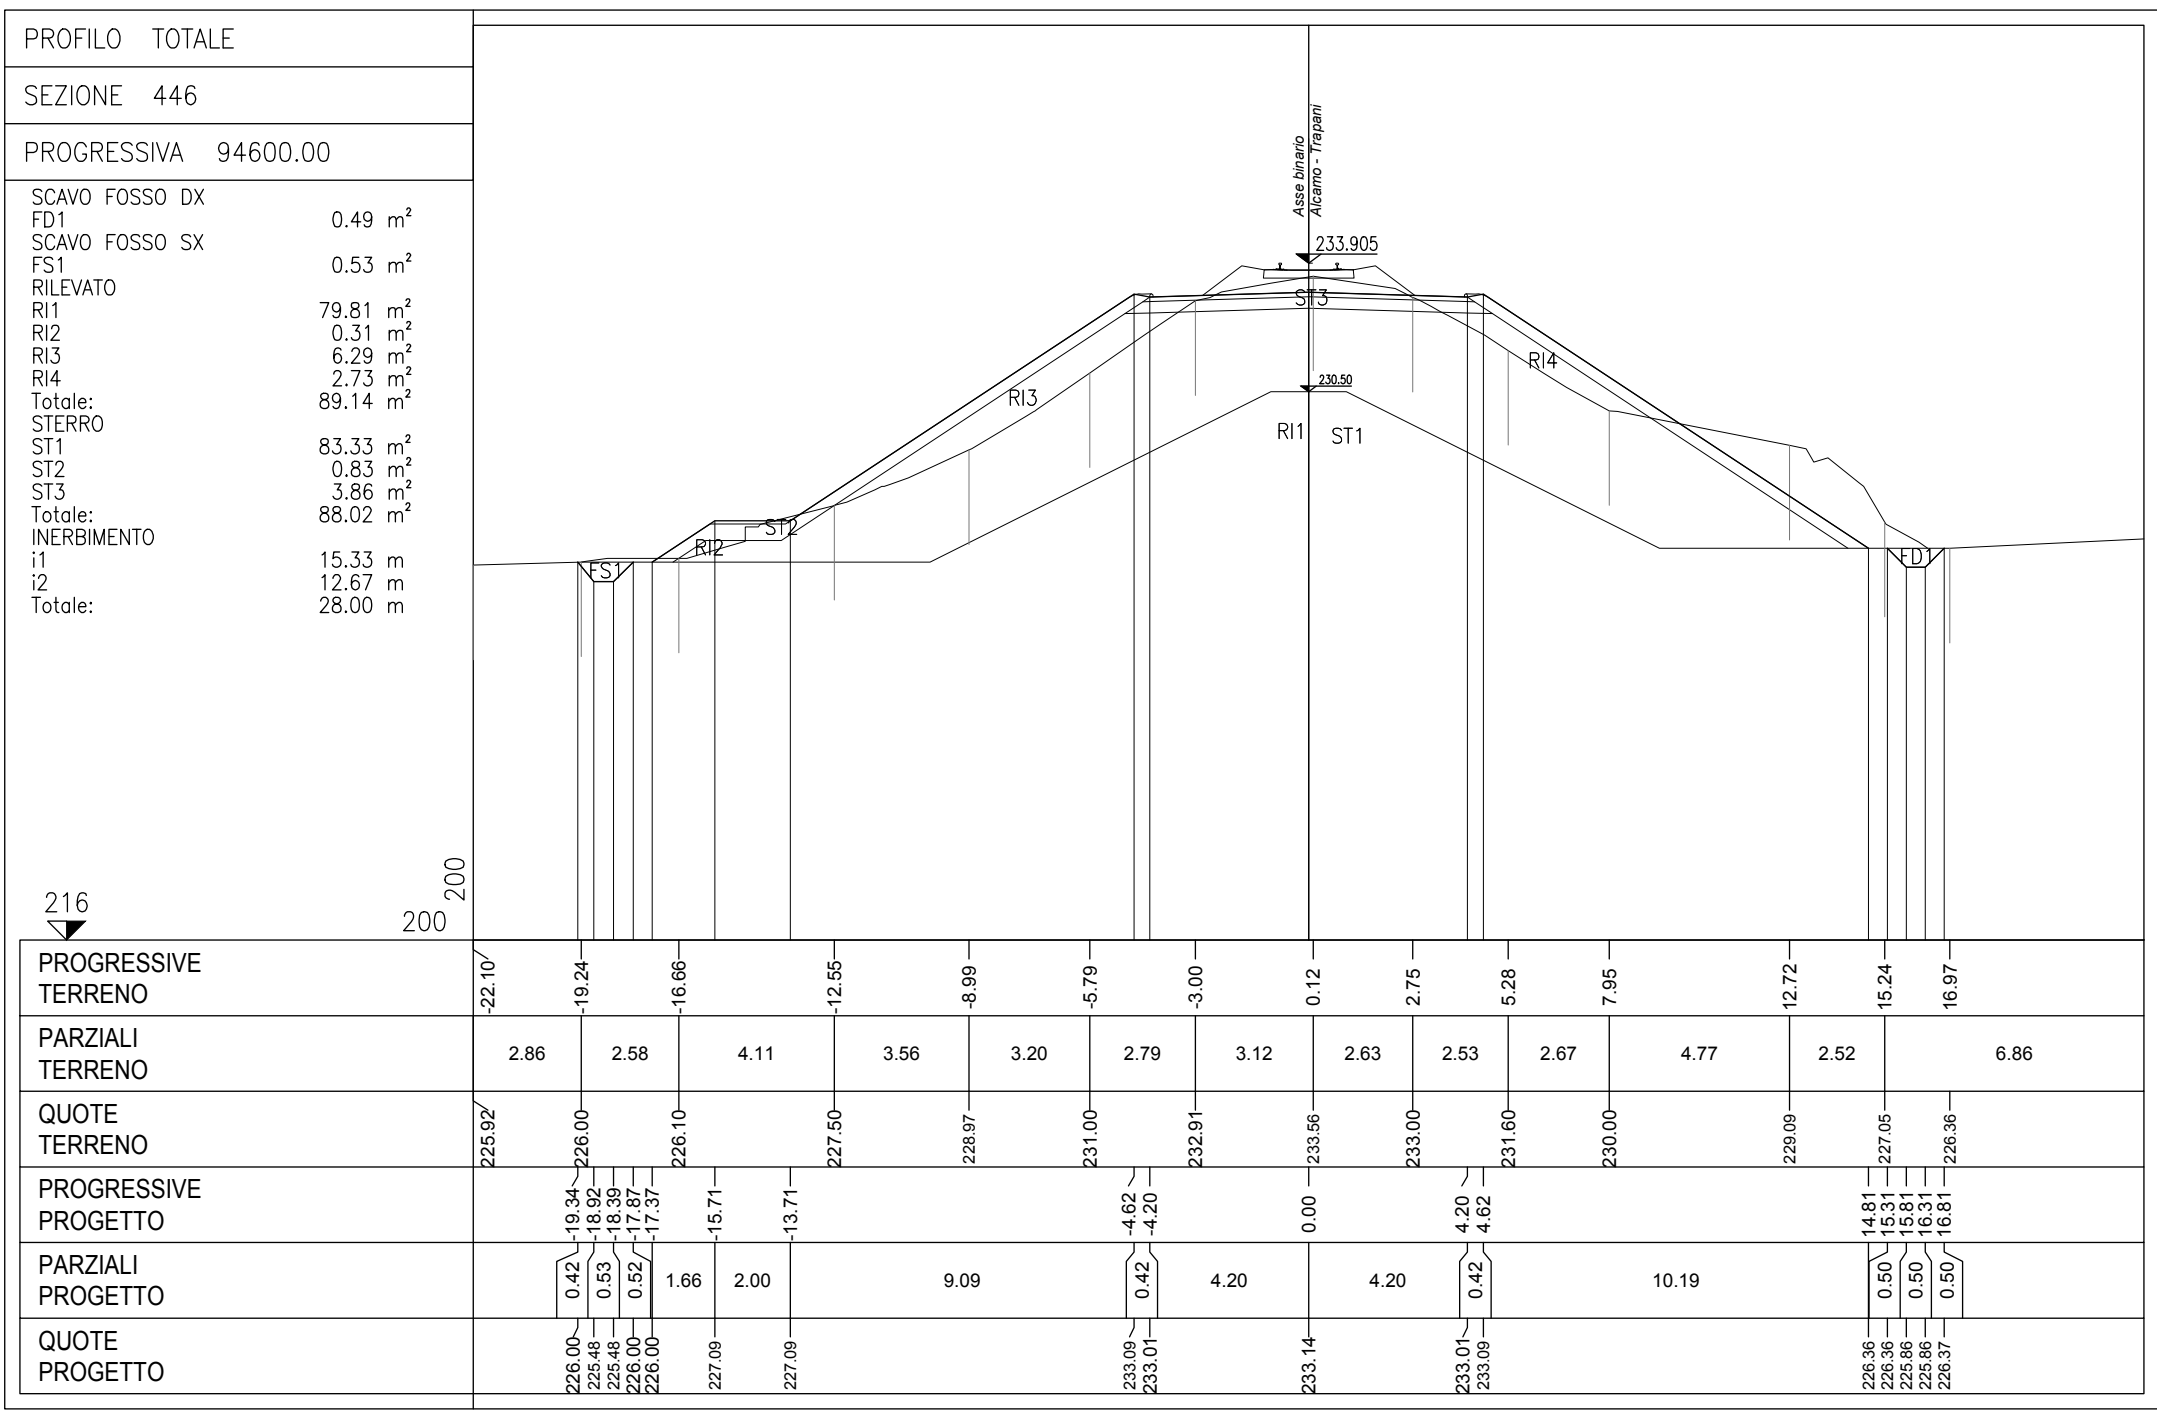 PROFILO TOTALE
SEZIONE 446
PROGRESSIVA 94600.00
SCAVO FOSSO DX
FD1 0.49 m²
SCAVO FOSSO SX
FS1 0.53 m²
RILEVATO
RI1 79.81 m²
RI2 0.31 m²
RI3 6.29 m²
RI4 2.73 m²
Totale: 89.14 m²
STERRO
ST1 83.33 m²
ST2 0.83 m²
ST3 3.86 m²
Totale: 88.02 m²
INERBIMENTO
i1 15.33 m
i2 12.67 m
Totale: 28.00 m
Asse binario
Alcamo - Trapani
233.905
ST3
RI4
230.50
RI3
RI1 ST1
ST2
RI2
FS1
FD1
216
200
200
PROGRESSIVE
TERRENO
-22.10 -19.24 -16.66 -12.55 -8.99 -5.79 -3.00 0.12 2.75 5.28 7.95 12.72 15.24 16.97
PARZIALI
TERRENO
2.86 2.58 4.11 3.56 3.20 2.79 3.12 2.63 2.53 2.67 4.77 2.52 6.86
QUOTE
TERRENO
225.92 226.00 226.10 227.50 228.97 231.00 232.91 233.56 233.00 231.60 230.00 229.09 227.05 226.36
PROGRESSIVE
PROGETTO
-19.34 -18.92 -18.39 -17.87 -17.37 -15.71 -13.71 -4.62 -4.20 0.00 4.20 4.62 14.81 15.31 15.81 16.31 16.81
PARZIALI
PROGETTO
0.42 0.53 0.52 1.66 2.00 9.09 0.42 4.20 4.20 0.42 10.19 0.50 0.50 0.50
QUOTE
PROGETTO
226.00 225.48 225.48 226.00 226.00 227.09 227.09 233.09 233.01 233.14 233.01 233.09 226.36 226.36 225.86 225.86 226.37